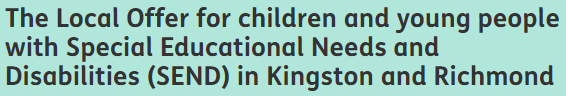 The Local Offer for children and young people
with Special Educational Needs and
Disabilities (SEND) in Kingston and Richmond